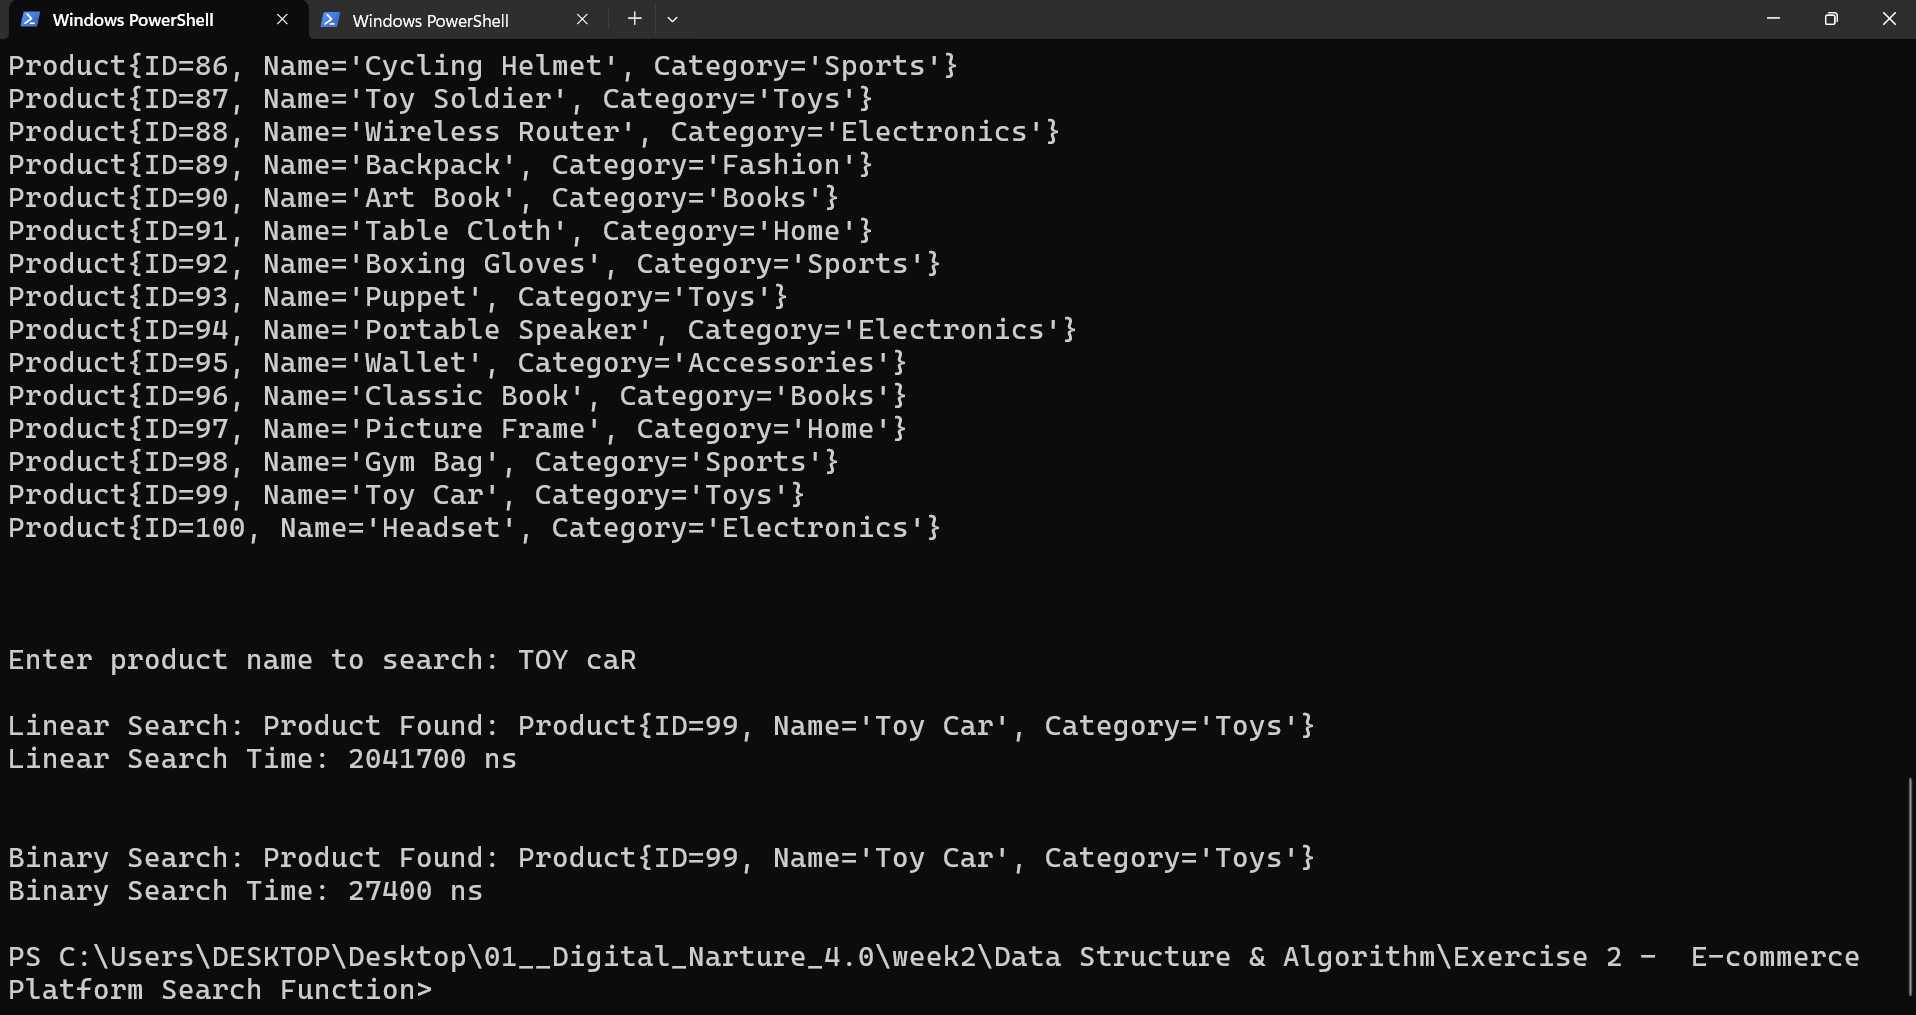 Windows PowerShell
Windows PowerShell
Product{ID=86, Name='Cycling Helmet', Category='Sports'}
Product{ID=87, Name='Toy Soldier', Category='Toys'}
Product{ID=88, Name='Wireless Router', Category='Electronics'}
Product{ID=89, Name='Backpack', Category='Fashion'}
Product{ID=90, Name='Art Book', Category='Books'}
Product{ID=91, Name='Table Cloth', Category='Home'}
Product{ID=92, Name='Boxing Gloves', Category='Sports'}
Product{ID=93, Name='Puppet', Category='Toys'}
Product{ID=94, Name='Portable Speaker', Category='Electronics'}
Product{ID=95, Name='Wallet', Category='Accessories'}
Product{ID=96, Name='Classic Book', Category='Books'}
Product{ID=97, Name='Picture Frame', Category='Home'}
Product{ID=98, Name='Gym Bag', Category='Sports'}
Product{ID=99, Name='Toy Car', Category='Toys'}
Product{ID=100, Name='Headset', Category='Electronics'}
Enter product name to search: TOY caR
Linear Search: Product Found: Product{ID=99, Name='Toy Car', Category='Toys'}
Linear Search Time: 2041700 ns
Binary Search: Product Found: Product{ID=99, Name='Toy Car', Category='Toys'}
Binary Search Time: 27400 ns
PS C:\Users\DESKTOP\Desktop\01__Digital_Narture_4.0\week2\Data Structure & Algorithm\Exercise 2 -  E-commerce
Platform Search Function>